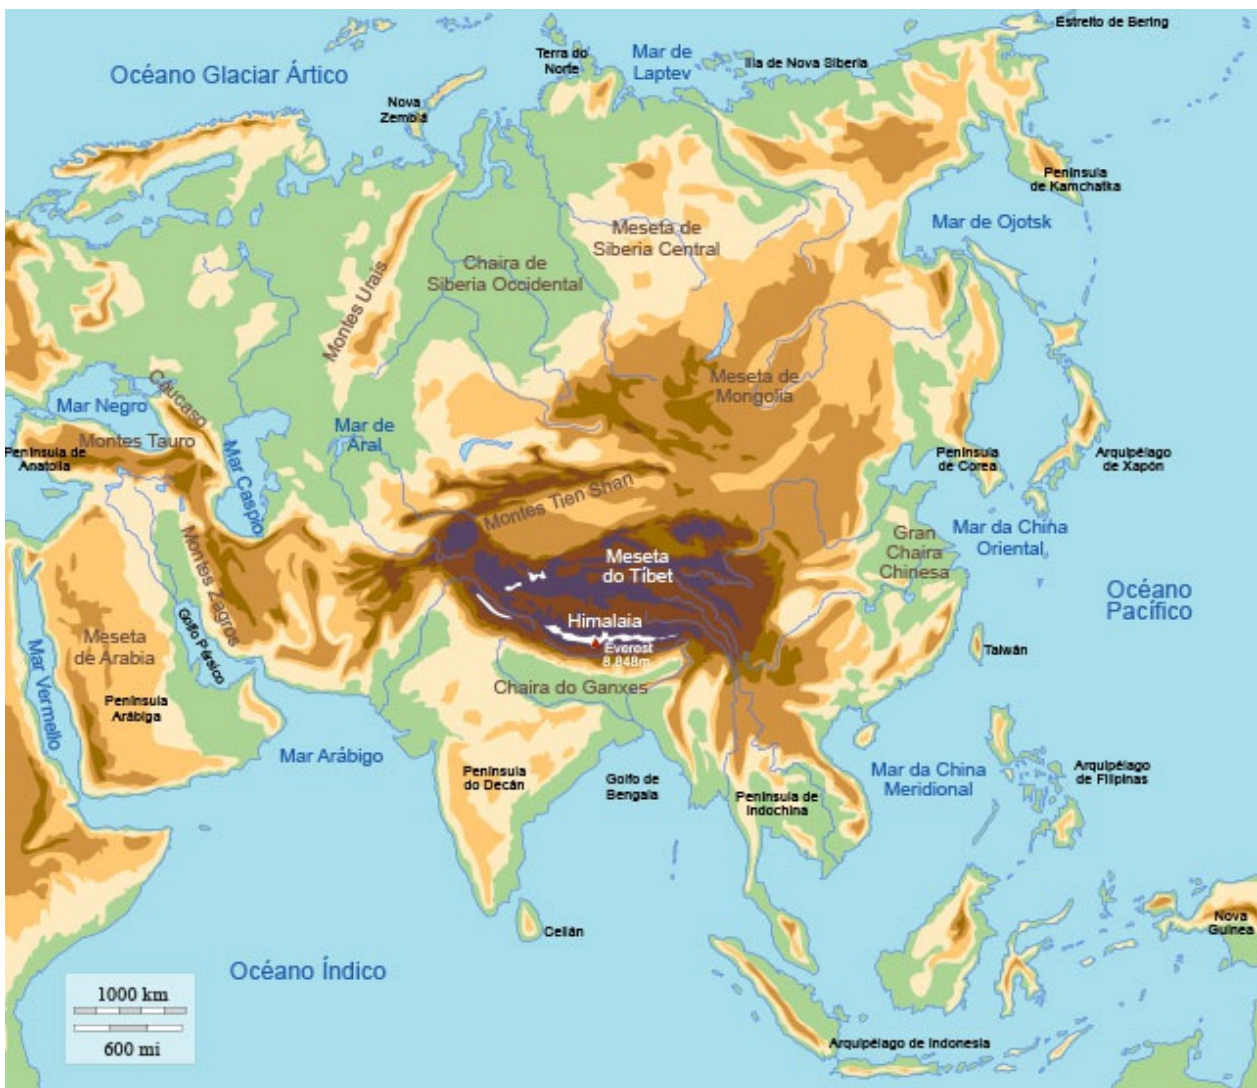 Estreito de Bering
Océano Glaciar Ártico
Terra do
Norte
Mar de
Laptev
Illa de Nova Siberia
Nova
Zembla
Península
de Kamchatka
Mar de Ojotsk
Meseta de
Siberia Central
Chaira de
Siberia Occidental
Montes Urais
Meseta de
Mongolia
Cáucaso
Mar Negro
Montes Tauro
Península de
Anatolia
Mar Caspio
Mar de
Aral
Península
de Corea
Arquipélago
de Xapón
Montes Tien Shan
Mar da China
Oriental
Gran
Chaira
Chinesa
Meseta
do Tíbet
Himalaia
Everest
8.848m
Océano
Pacífico
Montes Zagros
Golfo Pérsico
Meseta
de Arabia
Mar Vermello
Península
Arábiga
Taiwán
Chaira do Ganxes
Mar Arábigo
Península
do Decán
Golfo de
Bengala
Península de
Indochina
Mar da China
Meridional
Arquipélago
de Filipinas
Ceilán
Nova
Guinea
Océano Índico
1000 km
600 mi
Arquipélago de Indonesia